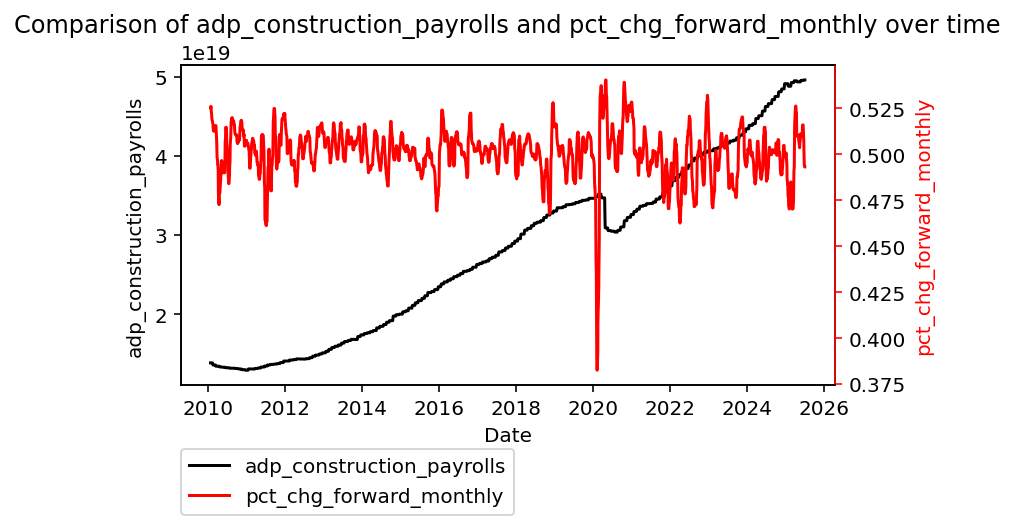 Comparison of adp_construction_payrolls and pct_chg_forward_monthly over time
1e19
5
4
3
2
adp_construction_payrolls
0.525
0.500
0.475
0.450
0.425
0.400
0.375
pct_chg_forward_monthly
2010 2012 2014 2016 2018 2020 2022 2024 2026
Date
adp_construction_payrolls
pct_chg_forward_monthly